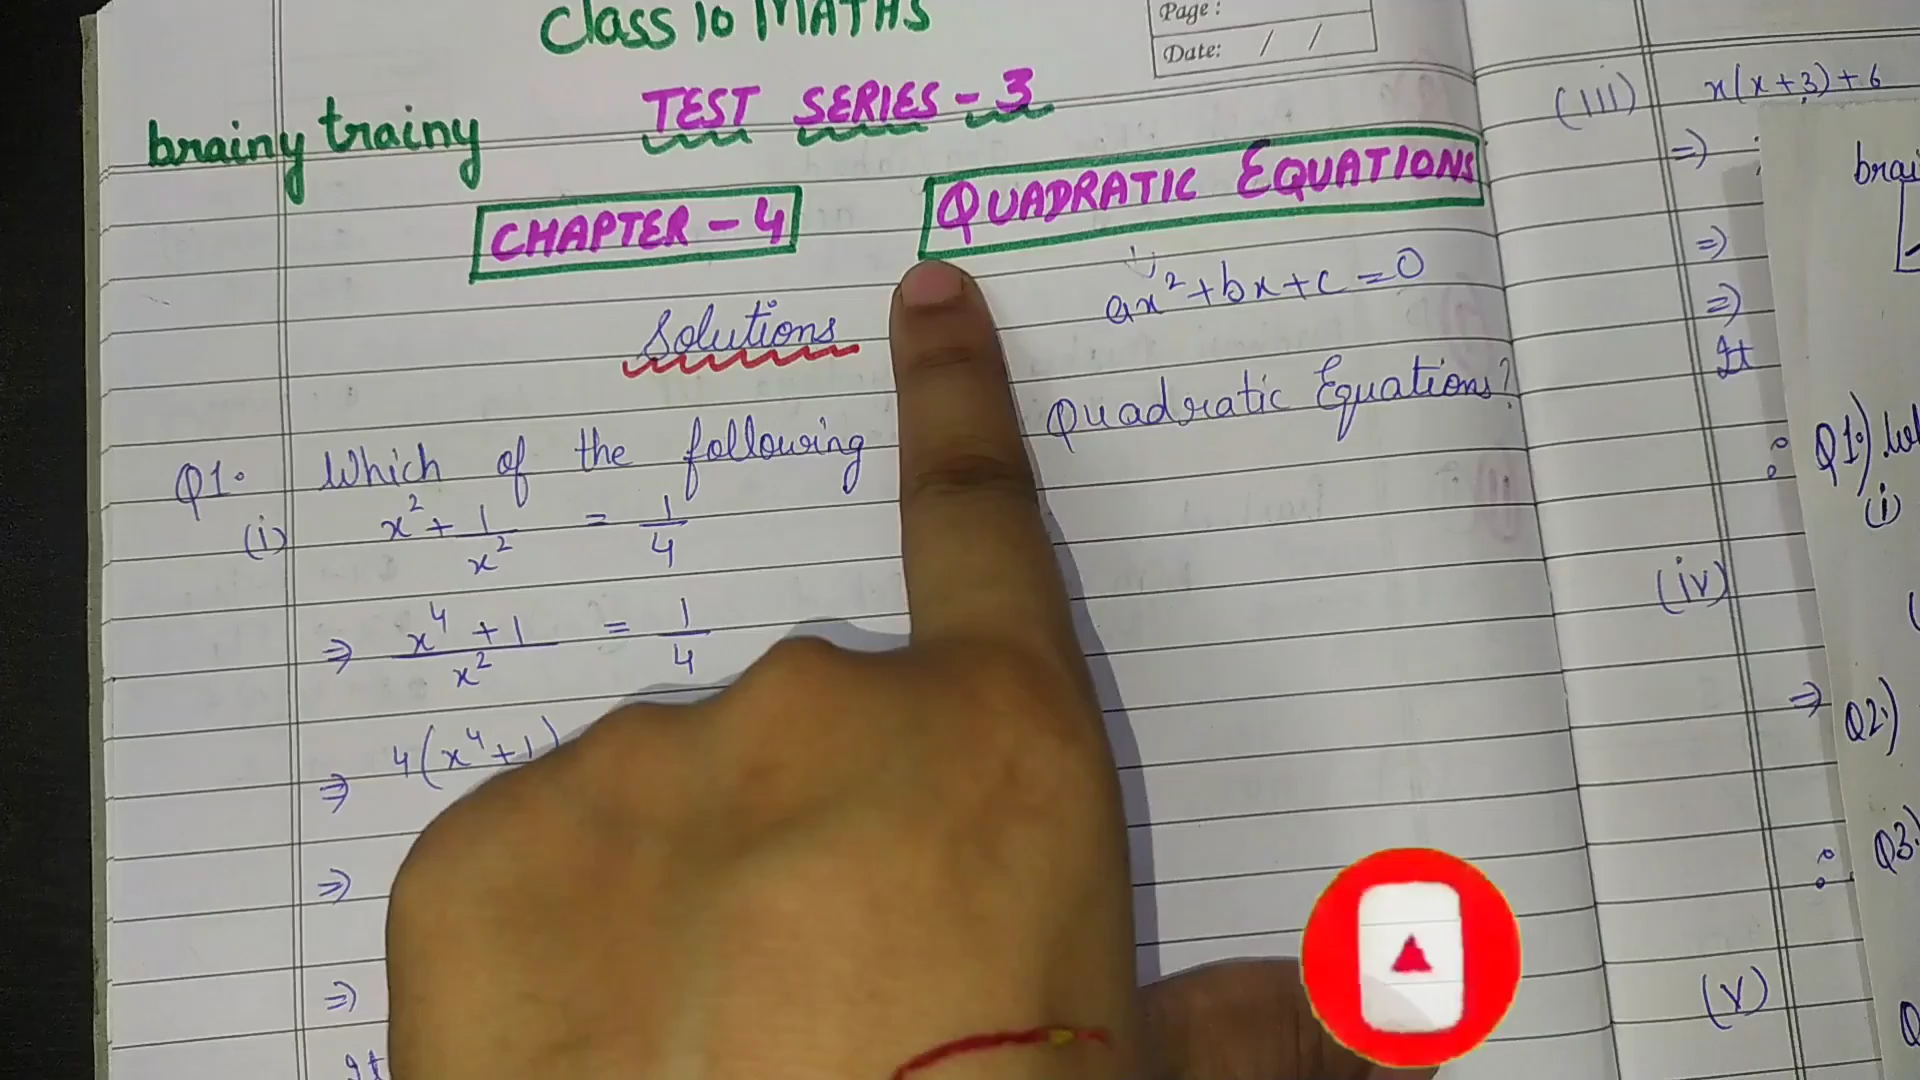 Class 10 MATHS
Page:
Date: / /
brainy trainy
TEST SERIES - 3
CHAPTER - 4
QUADRATIC EQUATIONS
ax²+bx+c=0
Solutions
Q1. Which of the following Quadratic Equations?
(i) x² + 1/x² = 1/4
⇒ x⁴+1/x² = 1/4
⇒ 4(x⁴+1)
⇒
⇒
It
(iii) x(x+3)+6
⇒
⇒
⇒
It
(iv)
⇒
(v)
Q1.)
(i)
Q2.)
Q3.)